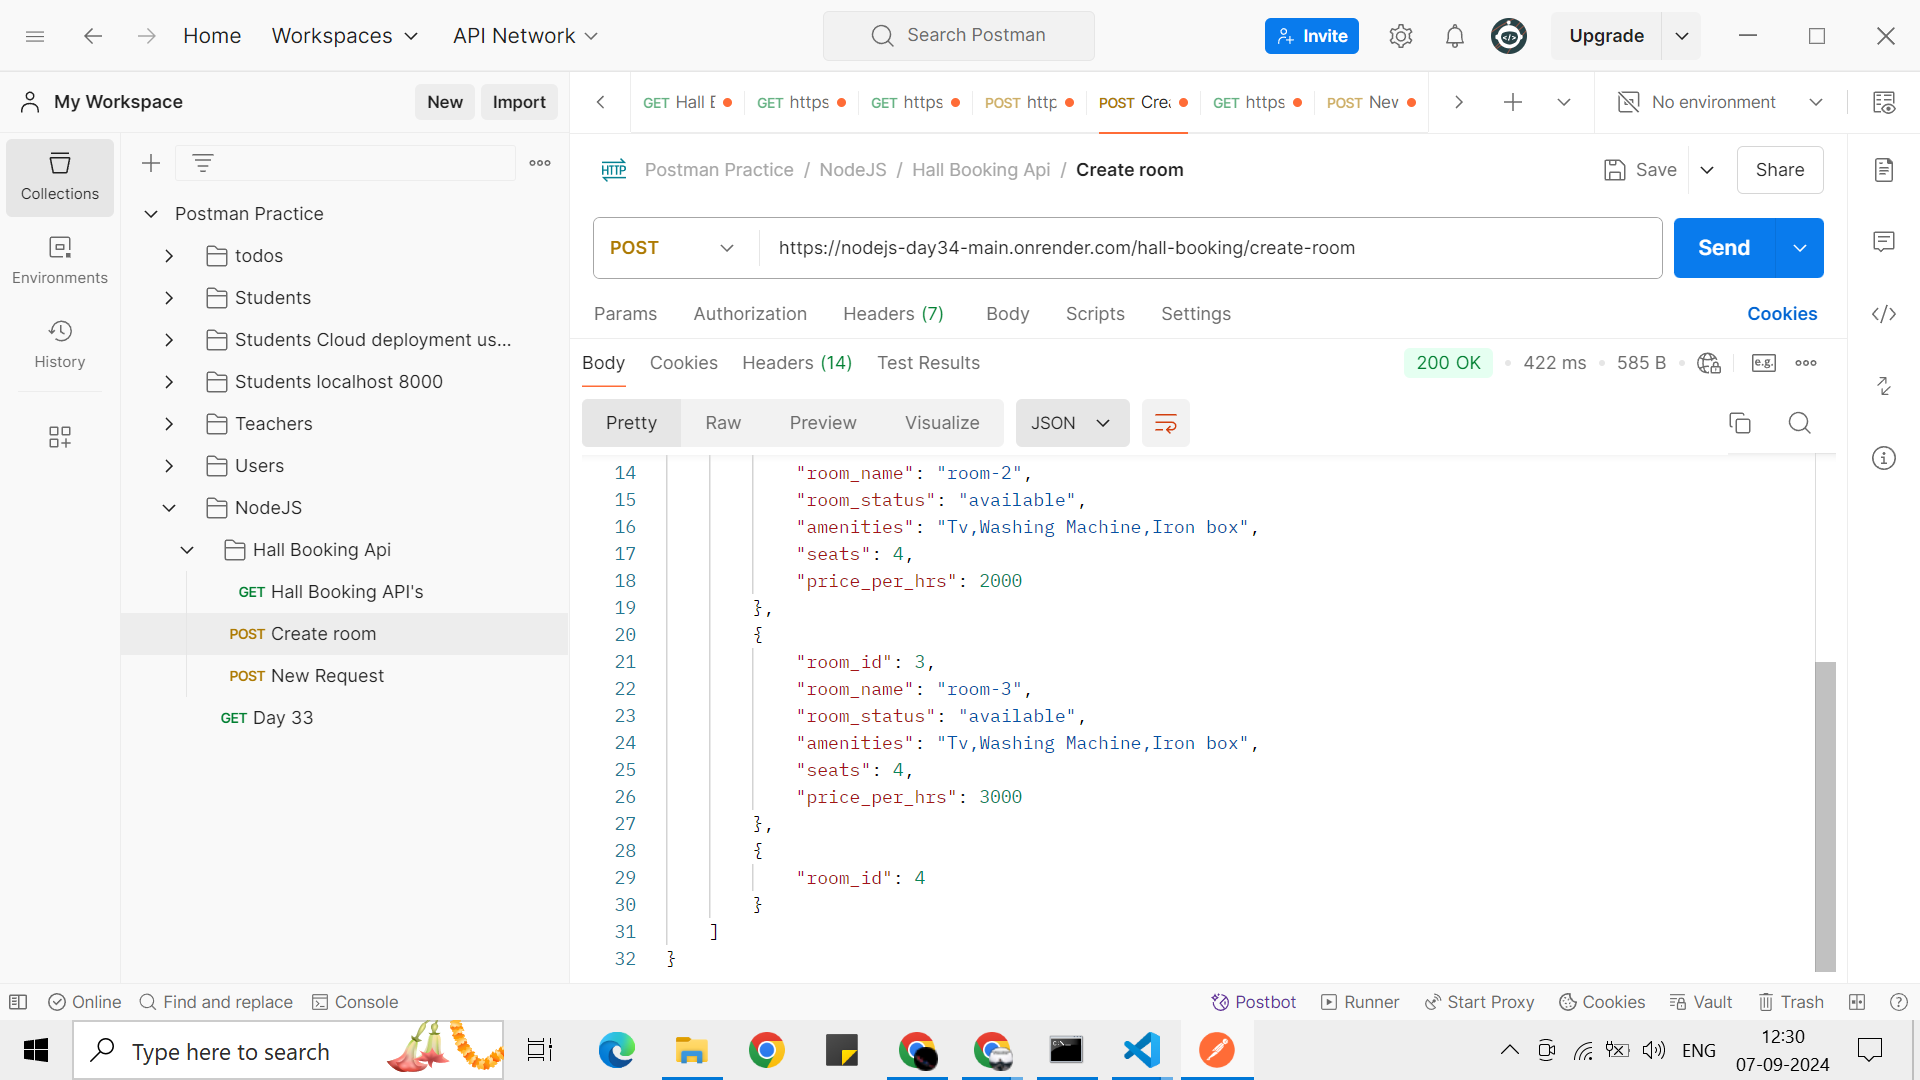 Home Workspaces API Network Search Postman Invite Upgrade
My Workspace New Import GET Hall E GET https GET https POST http POST Crea GET https POST New No environment
Collections
HTTP Postman Practice / NodeJS / Hall Booking Api / Create room Save Share
Postman Practice
POST https://nodejs-day34-main.onrender.com/hall-booking/create-room Send
todos
Environments
Students
Params Authorization Headers (7) Body Scripts Settings Cookies
Students Cloud deployment us...
History
Body Cookies Headers (14) Test Results 200 OK 422 ms 585 B e.g.
Students localhost 8000
Teachers
Pretty Raw Preview Visualize JSON
Users
NodeJS
Hall Booking Api
GET Hall Booking API's
POST Create room
POST New Request
GET Day 33
14 "room_name": "room-2",
15 "room_status": "available",
16 "amenities": "Tv,Washing Machine,Iron box",
17 "seats": 4,
18 "price_per_hrs": 2000
19 },
20 {
21 "room_id": 3,
22 "room_name": "room-3",
23 "room_status": "available",
24 "amenities": "Tv,Washing Machine,Iron box",
25 "seats": 4,
26 "price_per_hrs": 3000
27 },
28 {
29 "room_id": 4
30 }
31 ]
32 }
Online Find and replace Console Postbot Runner Start Proxy Cookies Vault Trash
Type here to search ENG 12:30
07-09-2024